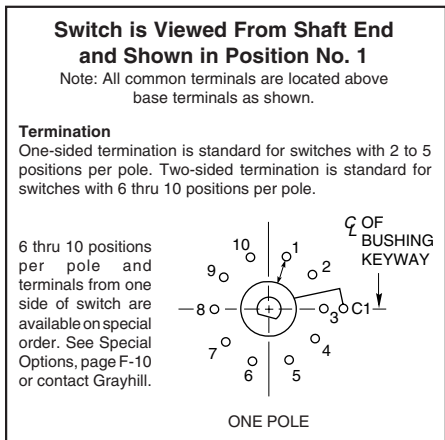 Switch is Viewed From Shaft End
and Shown in Position No. 1
Note: All common terminals are located above
base terminals as shown.
Termination
One-sided termination is standard for switches with 2 to 5
positions per pole. Two-sided termination is standard for
switches with 6 thru 10 positions per pole.
6 thru 10 positions
per pole and
terminals from one
side of switch are
available on special
order. See Special
Options, page F-10
or contact Grayhill.
℄ OF
BUSHING
KEYWAY
10
1
9
2
8
3
C1
7
4
6
5
ONE POLE